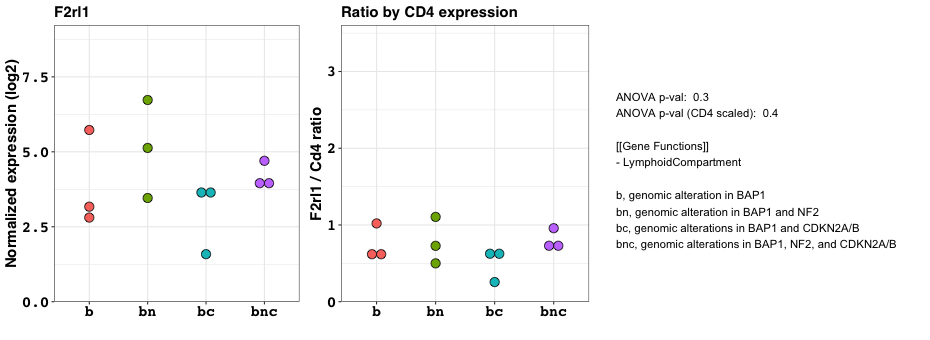 F2rl1
Normalized expression (log2)
7.5
5.0
2.5
0.0
b
bn
bc
bnc
Ratio by CD4 expression
F2rl1 / Cd4 ratio
3
2
1
0
b
bn
bc
bnc
ANOVA p-val:  0.3
ANOVA p-val (CD4 scaled):  0.4
[[Gene Functions]]
- LymphoidCompartment
b, genomic alteration in BAP1
bn, genomic alteration in BAP1 and NF2
bc, genomic alterations in BAP1 and CDKN2A/B
bnc, genomic alterations in BAP1, NF2, and CDKN2A/B